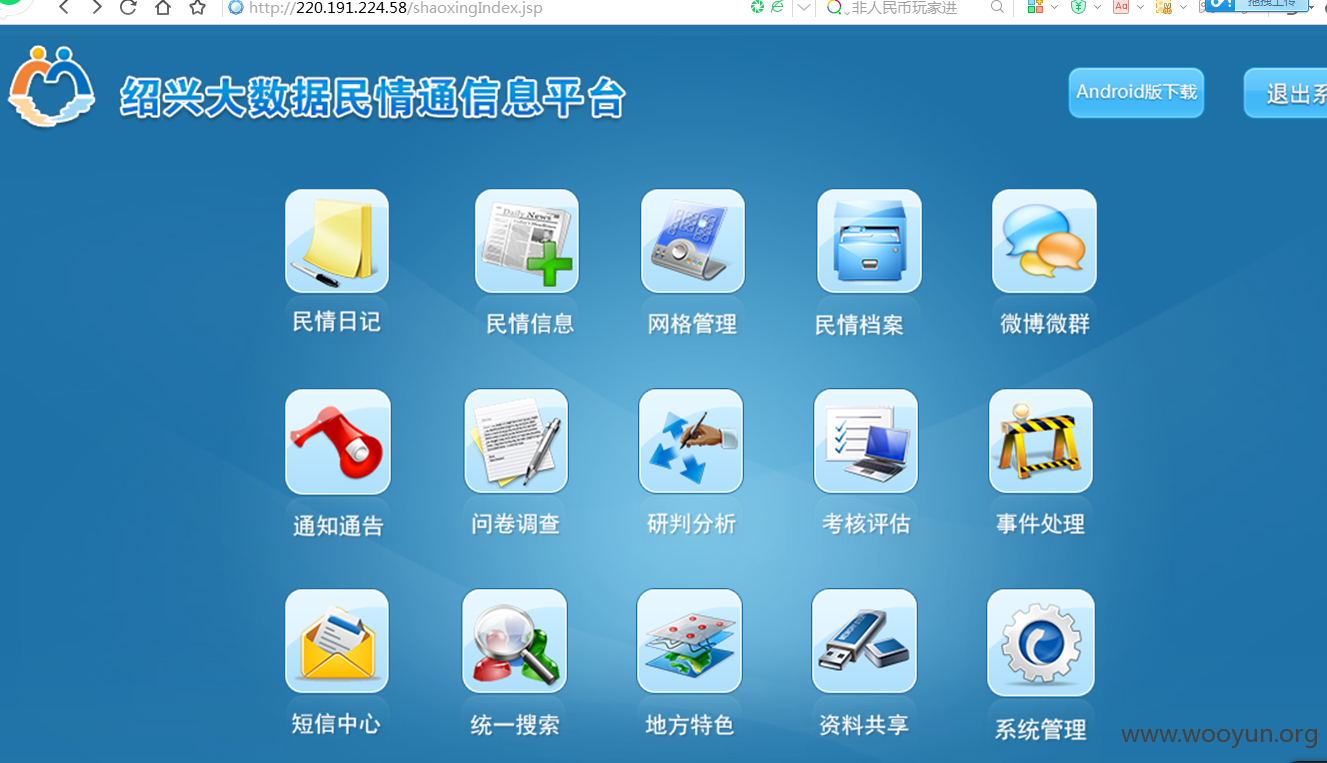 http://220.191.224.58/shaoxingIndex.jsp
非人民币玩家进
拖拽上传
绍兴大数据民情通信息平台
Android版下载
退出系
民情日记
民情信息
网格管理
民情档案
微博微群
通知通告
问卷调查
研判分析
考核评估
事件处理
短信中心
统一搜索
地方特色
资料共享
系统管理
www.wooyun.org